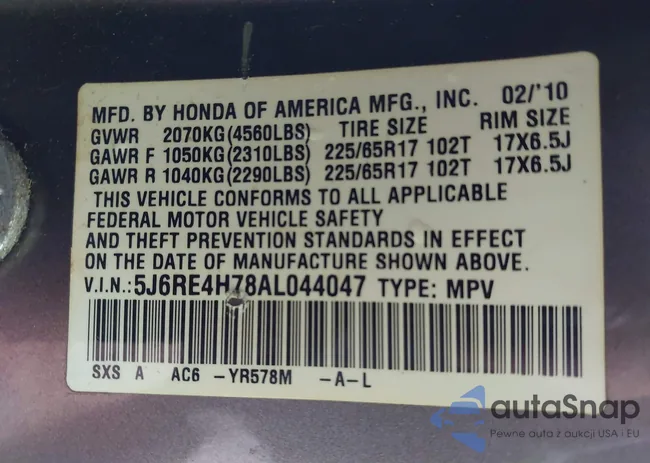 MFD. BY HONDA OF AMERICA MFG., INC. 02/'10
GVWR 2070KG(4560LBS) TIRE SIZE RIM SIZE
GAWR F 1050KG(2310LBS) 225/65R17 102T 17X6.5J
GAWR R 1040KG(2290LBS) 225/65R17 102T 17X6.5J
THIS VEHICLE CONFORMS TO ALL APPLICABLE
FEDERAL MOTOR VEHICLE SAFETY
AND THEFT PREVENTION STANDARDS IN EFFECT
ON THE DATE OF MANUFACTURE SHOWN ABOVE.
V.I.N.: 5J6RE4H78AL044047 TYPE: MPV
SXS A AC6 -YR578M -A-L
autaSnap
Pewne auta z aukcji USA i EU